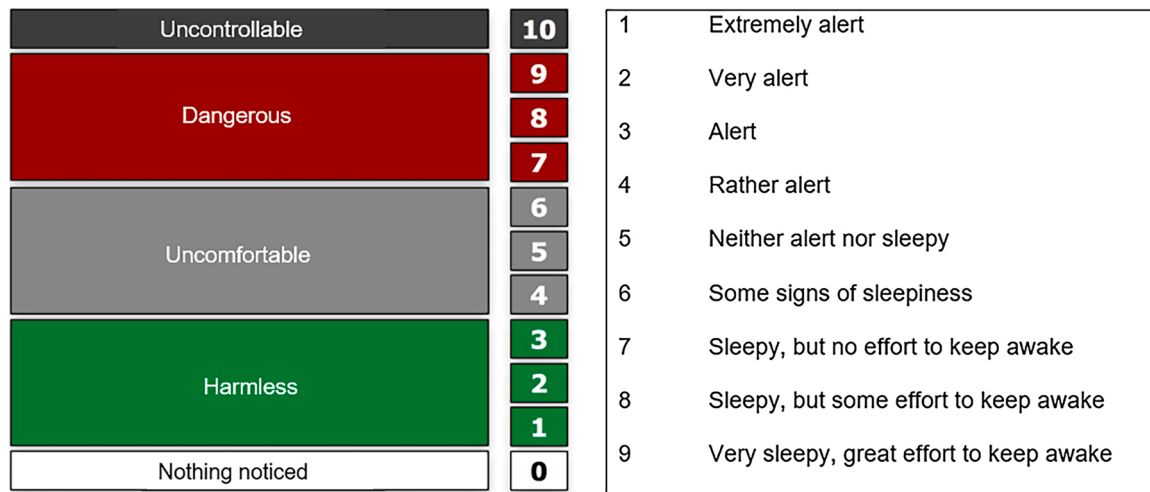 Uncontrollable 10
9
Dangerous 8
7
6
Uncomfortable 5
4
3
Harmless 2
1
Nothing noticed 0
1 Extremely alert
2 Very alert
3 Alert
4 Rather alert
5 Neither alert nor sleepy
6 Some signs of sleepiness
7 Sleepy, but no effort to keep awake
8 Sleepy, but some effort to keep awake
9 Very sleepy, great effort to keep awake